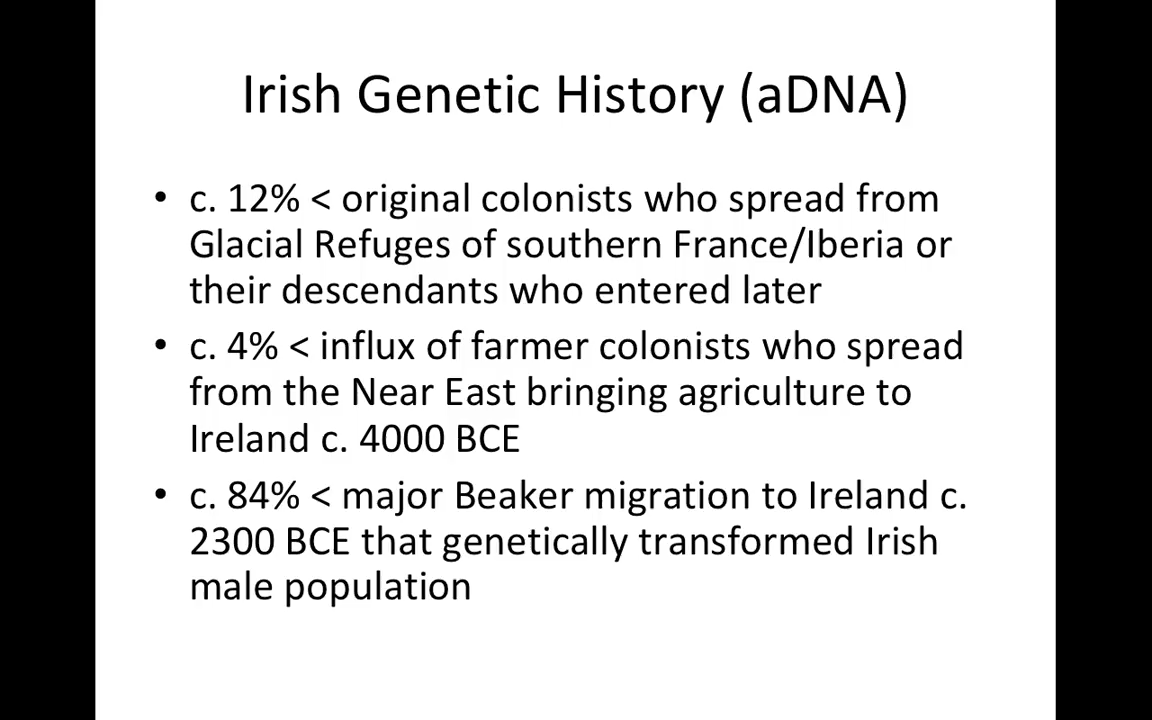 Irish Genetic History (aDNA)
• c. 12% < original colonists who spread from
Glacial Refuges of southern France/Iberia or
their descendants who entered later
• c. 4% < influx of farmer colonists who spread
from the Near East bringing agriculture to
Ireland c. 4000 BCE
• c. 84% < major Beaker migration to Ireland c.
2300 BCE that genetically transformed Irish
male population